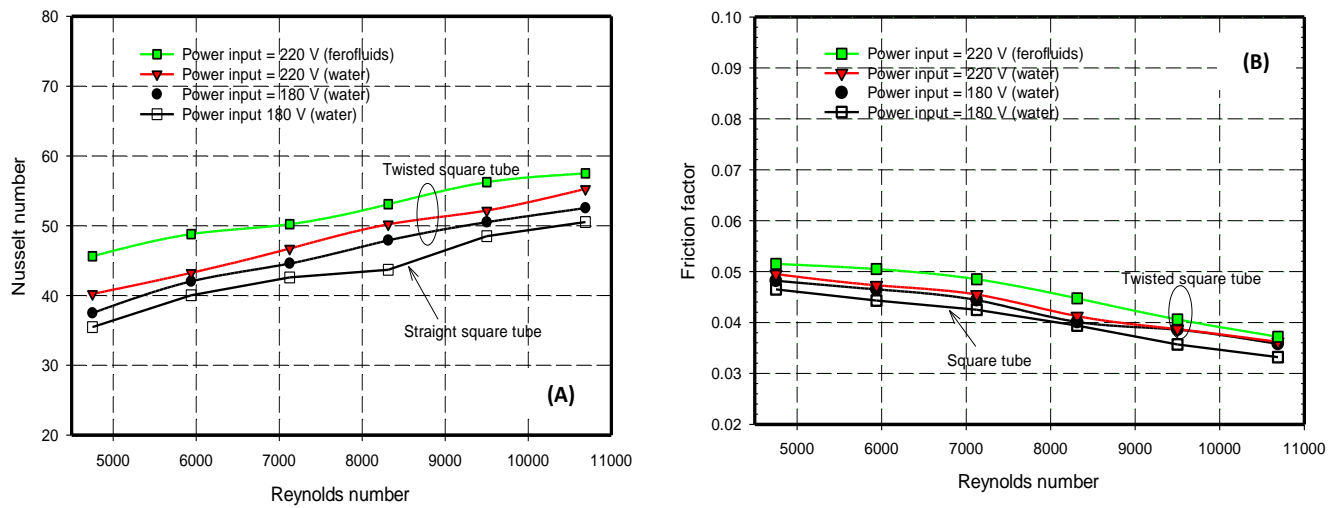 80
70
60
50
40
30
20
Nusselt number
Power input = 220 V (ferofluids)
Power input = 220 V (water)
Power input = 180 V (water)
Power input 180 V (water)
Twisted square tube
Straight square tube
(A)
5000 6000 7000 8000 9000 10000 11000
Reynolds number
0.10
0.09
0.08
0.07
0.06
0.05
0.04
0.03
0.02
Friction factor
Power input = 220 V (ferofluids)
Power input = 220 V (water)
Power input = 180 V (water)
Power input = 180 V (water)
(B)
Twisted square tube
Square tube
5000 6000 7000 8000 9000 10000 11000
Reynolds number